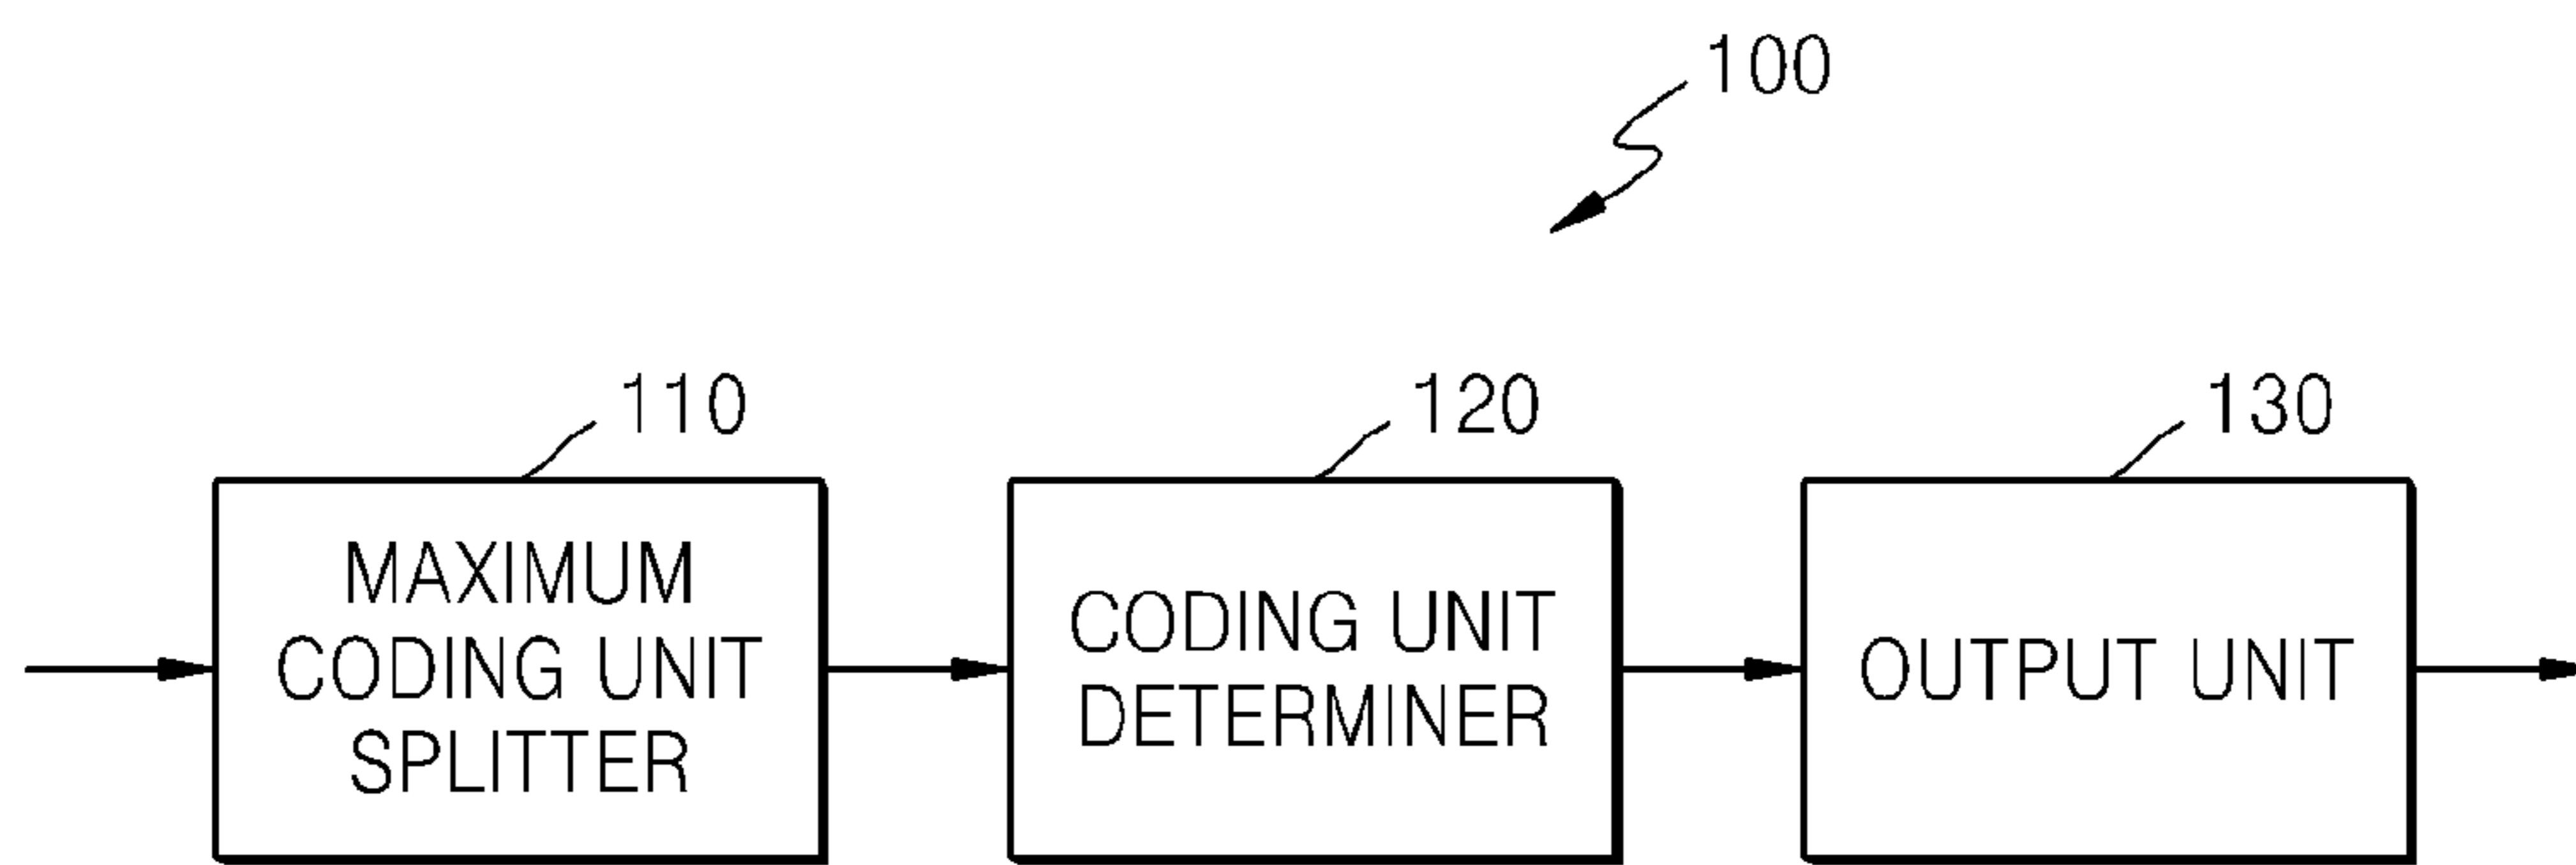 100
110
120
130
MAXIMUM
CODING UNIT
SPLITTER
CODING UNIT
DETERMINER
OUTPUT UNIT